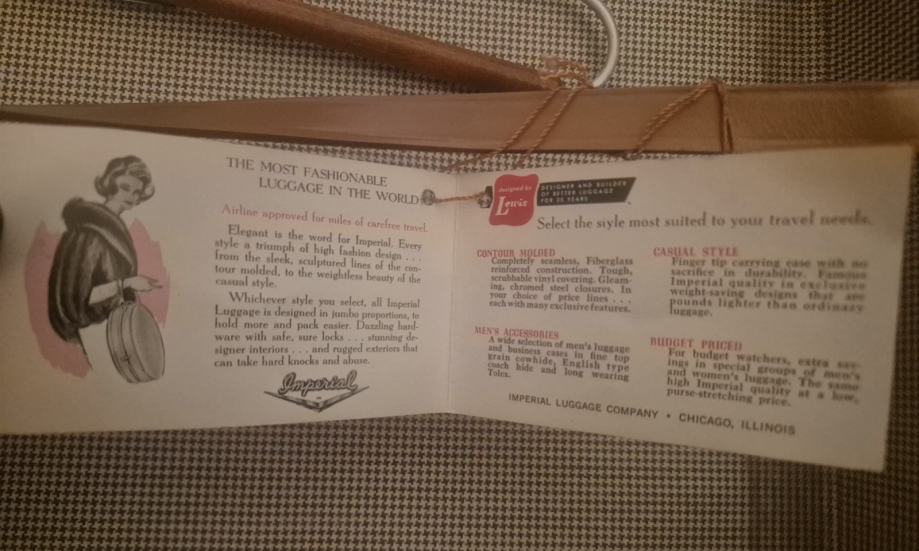 THE MOST FASHIONABLE
LUGGAGE IN THE WORLD
Airline approved for miles of carefree travel.
Elegant is the word for Imperial. Every
style a triumph of high fashion design . . .
from the sleek, sculptured lines of the con-
tour molded, to the weightless beauty of the
casual style.
Whichever style you select, all Imperial
Luggage is designed in jumbo proportions, to
hold more and pack easier. Dazzling hard-
ware with safe, sure locks . . . stunning de-
signer interiors . . . and rugged exteriors that
can take hard knocks and abuse.
Imperial
designed by
Lewis
DESIGNER AND BUILDER
OF BETTER LUGGAGE
FOR 35 YEARS
Select the style most suited to your travel needs.
CONTOUR MOLDED
Completely seamless, Fiberglass
reinforced construction. Tough,
scrubbable vinyl covering. Gleam-
ing, chromed steel closures. In
your choice of price lines . . .
each with many exclusive features.
MEN'S ACCESSORIES
A wide selection of men's luggage
and business cases in fine top
grain cowhide, English type
coach hide and long wearing
Tolex.
CASUAL STYLE
Finger tip carrying ease with no
sacrifice in durability. Famous
Imperial quality in exclusive
weight-saving designs that are
pounds lighter than ordinary
luggage.
BUDGET PRICED
For budget watchers, extra sav-
ings in special groups of men's
and women's luggage. The same
high Imperial quality at a low,
purse-stretching price.
IMPERIAL LUGGAGE COMPANY • CHICAGO, ILLINOIS